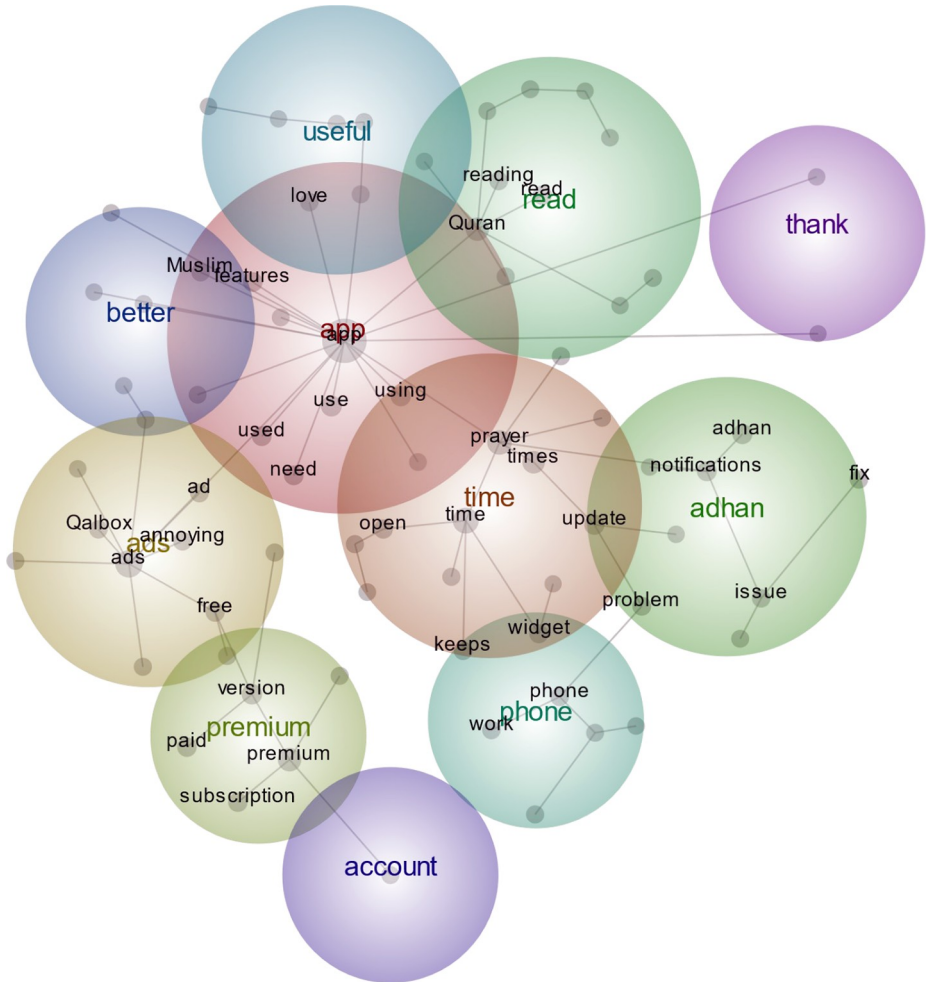 useful
reading
read
read
love
Quran
thank
Muslim
features
better
app
app
using
use
used
adhan
prayer
need
times
notifications
fix
ad
time
adhan
time
open
update
Qalbox
annoying
ads
ads
issue
problem
free
widget
keeps
version
phone
phone
work
premium
paid
premium
subscription
account